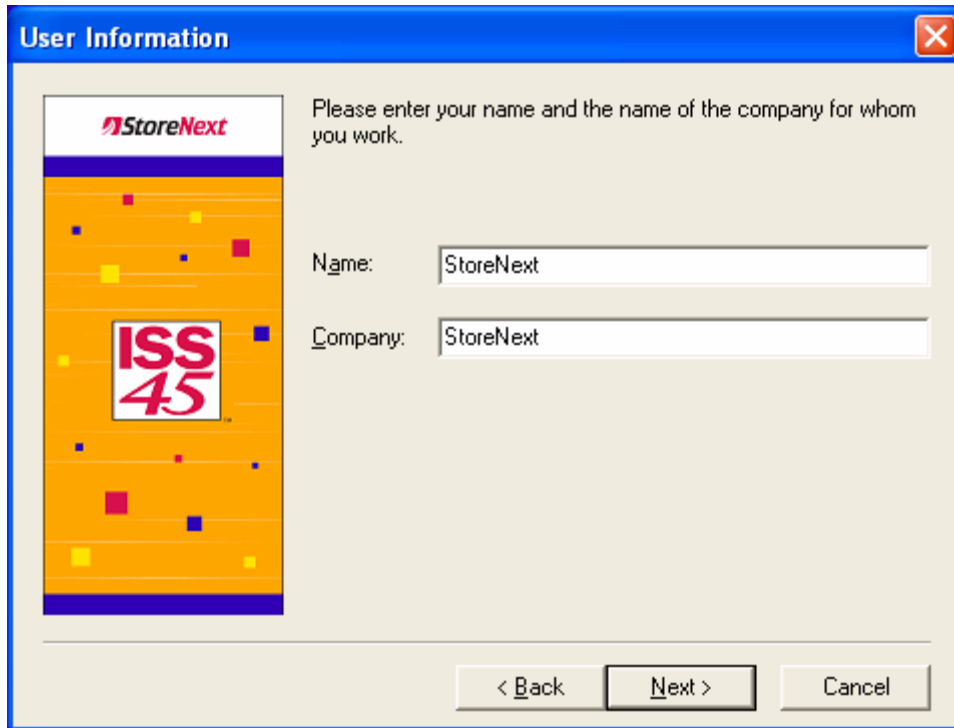 User Information
StoreNext
Please enter your name and the name of the company for whom
you work.
Name:
StoreNext
Company:
StoreNext
ISS
45
™
< Back
Next >
Cancel